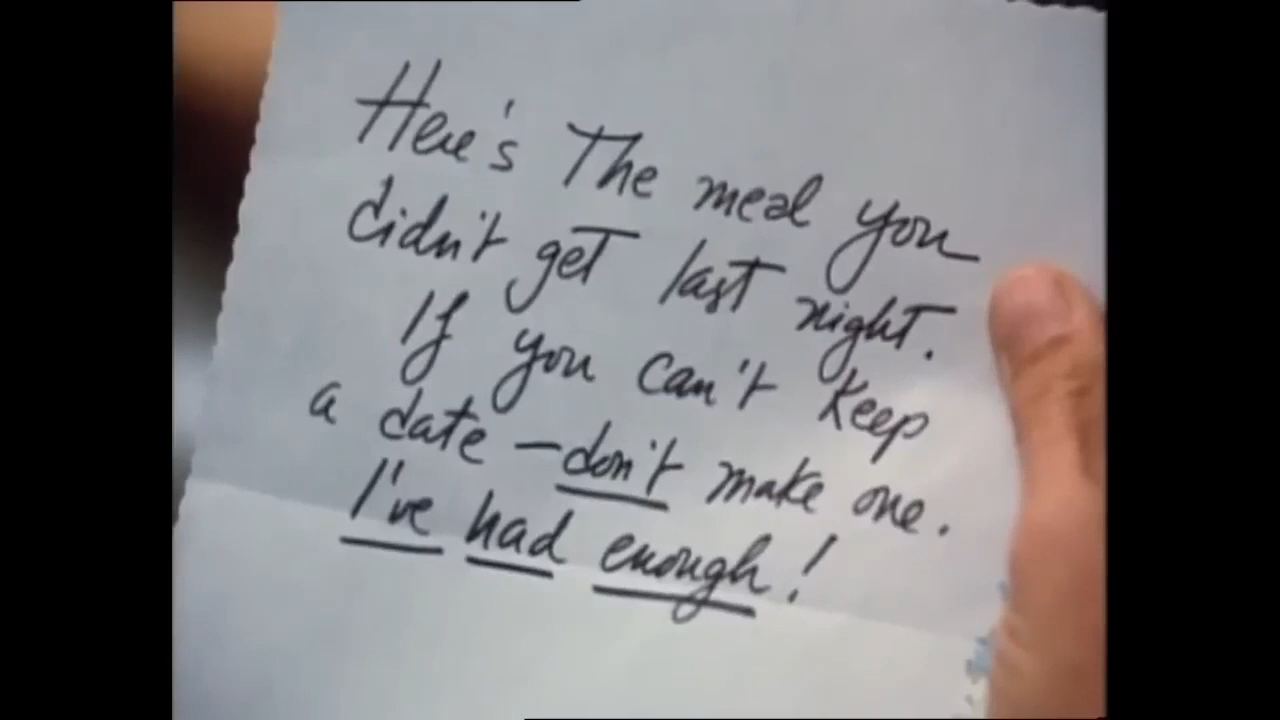 Here's The meal you
didn't get last night.
If you can't keep
a date – don't make one.
I've had enough!